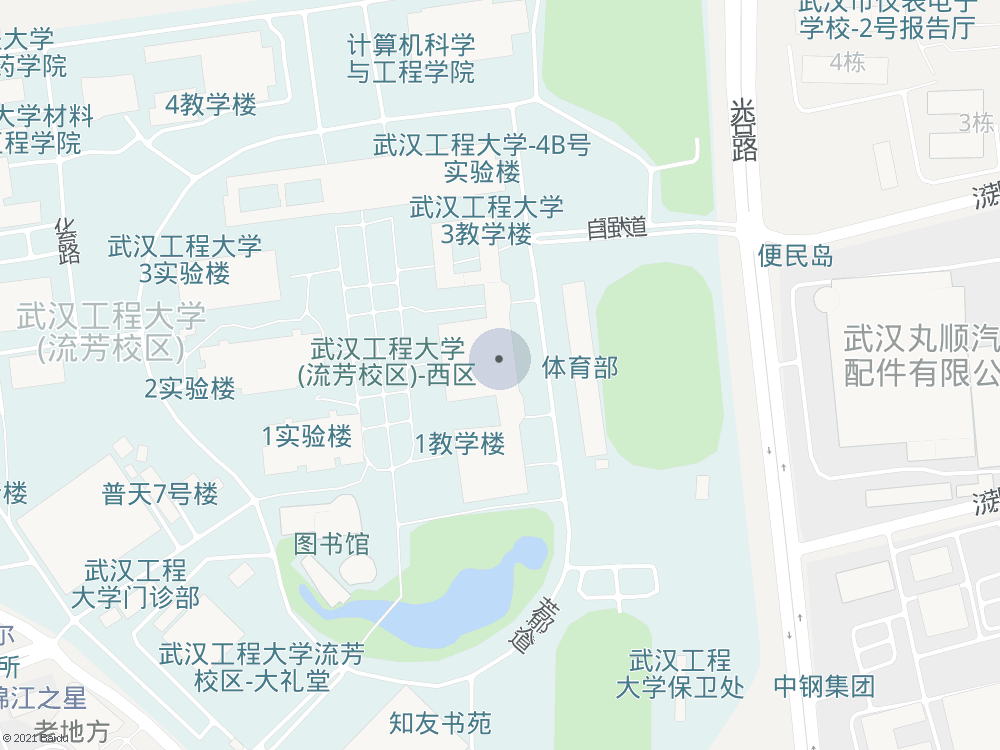 武汉市仪表电子
学校-2号报告厅
大学
药学院
计算机科学
与工程学院
4栋
4教学楼
大学材料
工程学院
光谷路
3栋
武汉工程大学-4B号
实验楼
武汉工程大学
3教学楼
自强大道
武汉工程大学
3实验楼
便民岛
武汉工程大学
(流芳校区)
武汉工程大学
(流芳校区)-西区
体育部
武汉丸顺汽
配件有限公
2实验楼
1实验楼
1教学楼
普天7号楼
楼
图书馆
武汉工程
大学门诊部
武汉工程大学流芳
校区-大礼堂
武汉工程
大学保卫处
中钢集团
尔
所
锦江之星
老地方
知友书苑
© 2021 Baidu